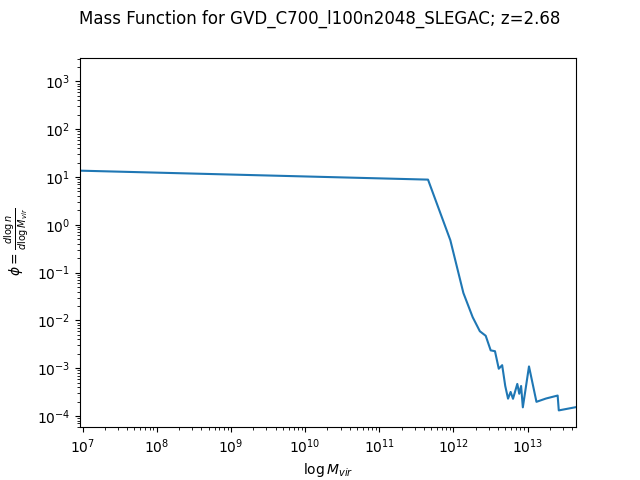 Mass Function for GVD_C700_l100n2048_SLEGAC; z=2.68
10³
10²
10¹
10⁰
10⁻¹
10⁻²
10⁻³
10⁻⁴
ϕ = d log n / d log M_vir
10⁷ 10⁸ 10⁹ 10¹⁰ 10¹¹ 10¹² 10¹³
log M_vir